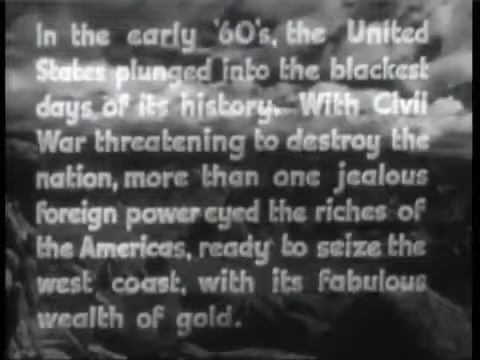 In the early '60's, the United
States plunged into the blackest
days of its history. With Civil
War threatening to destroy the
nation, more than one jealous
foreign power eyed the riches of
the Americas, ready to seize the
west coast, with its fabulous
wealth of gold.